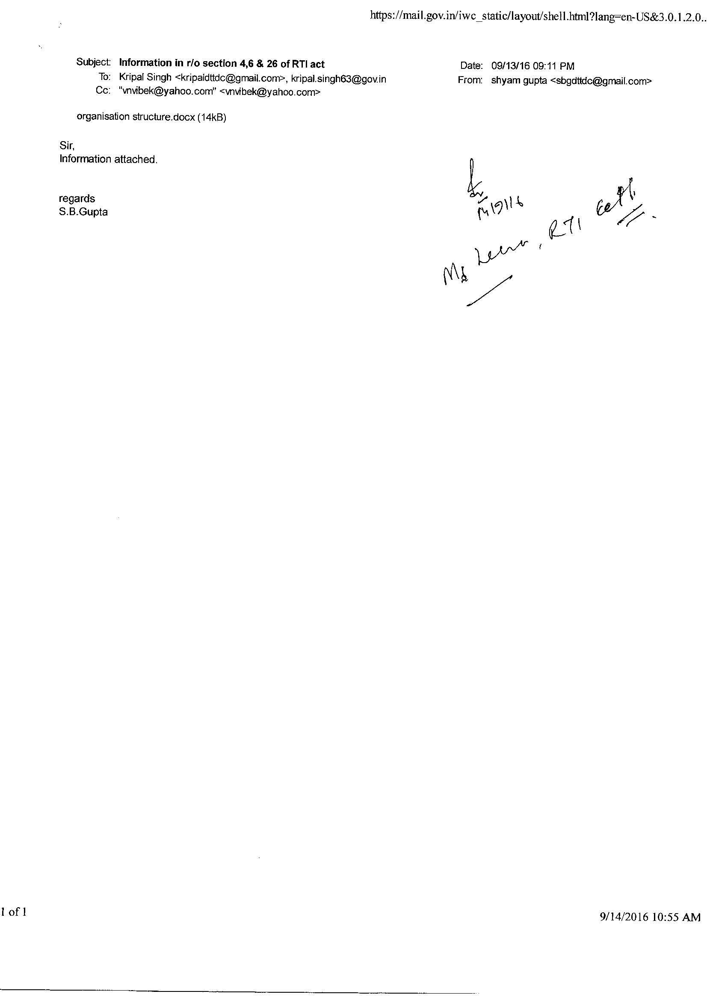 https://mail.gov.in/iwc_static/layout/shell.html?lang=en-US&3.0.1.2.0..
Subject: Information in r/o section 4,6 & 26 of RTI act
Date: 09/13/16 09:11 PM
To: Kripal Singh <kripaldttdc@gmail.com>, kripal.singh63@gov.in
From: shyam gupta <sbgdttdc@gmail.com>
Cc: "vnvibek@yahoo.com" <vnvibek@yahoo.com>
organisation structure.docx (14kB)
Sir,
Information attached.
regards
S.B.Gupta
14/9/16
Ms Leena, RTI Cell
1 of 1
9/14/2016 10:55 AM